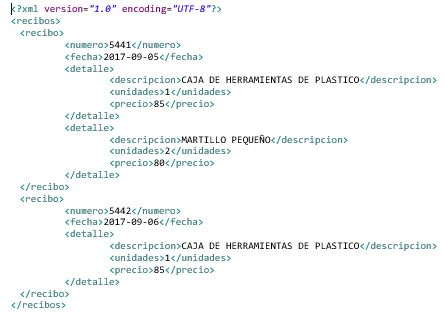 <?xml version="1.0" encoding="UTF-8"?>
<recibos>
<recibo>
<numero>5441</numero>
<fecha>2017-09-05</fecha>
<detalle>
<descripcion>CAJA DE HERRAMIENTAS DE PLASTICO</descripcion>
<unidades>1</unidades>
<precio>85</precio>
</detalle>
<detalle>
<descripcion>MARTILLO PEQUEÑO</descripcion>
<unidades>2</unidades>
<precio>80</precio>
</detalle>
</recibo>
<recibo>
<numero>5442</numero>
<fecha>2017-09-06</fecha>
<detalle>
<descripcion>CAJA DE HERRAMIENTAS DE PLASTICO</descripcion>
<unidades>1</unidades>
<precio>85</precio>
</detalle>
</recibo>
</recibos>